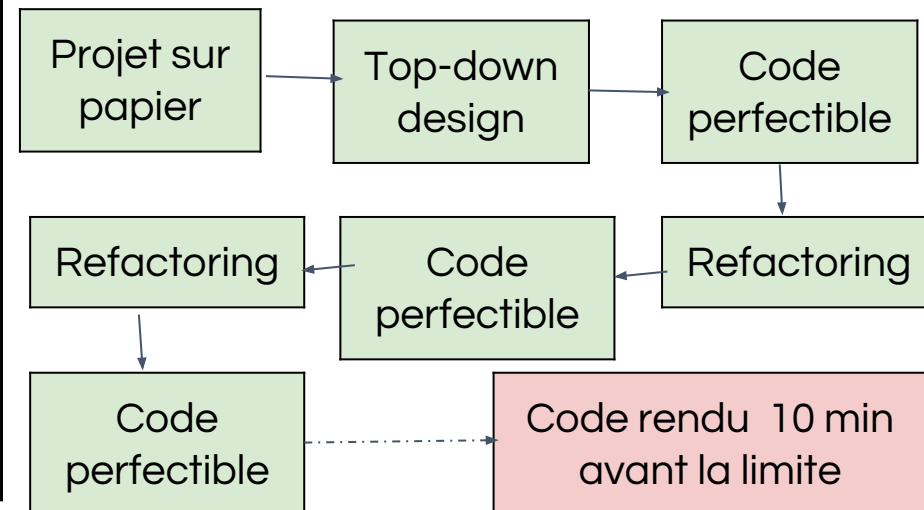 Projet sur
papier
Top-down
design
Code
perfectible
Refactoring
Code
perfectible
Refactoring
Code
perfectible
Code rendu  10 min
avant la limite